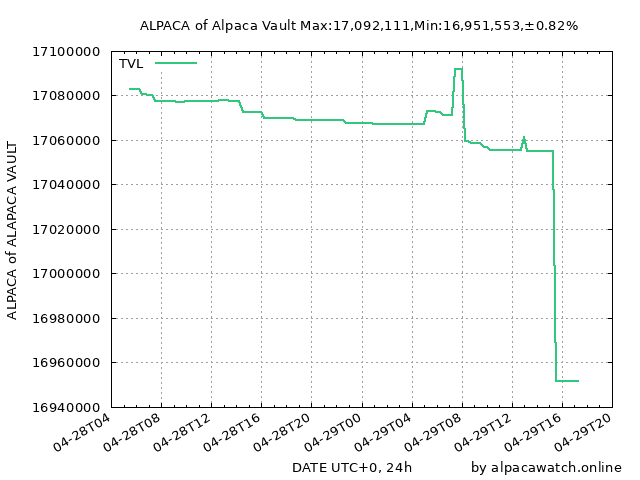 ALPACA of Alpaca Vault Max:17,092,111,Min:16,951,553,±0.82%
TVL
17100000
17080000
17060000
17040000
17020000
17000000
16980000
16960000
16940000
ALPACA of ALAPACA VAULT
04-28T04
04-28T08
04-28T12
04-28T16
04-28T20
04-29T00
04-29T04
04-29T08
04-29T12
04-29T16
04-29T20
DATE UTC+0, 24h
by alpacawatch.online